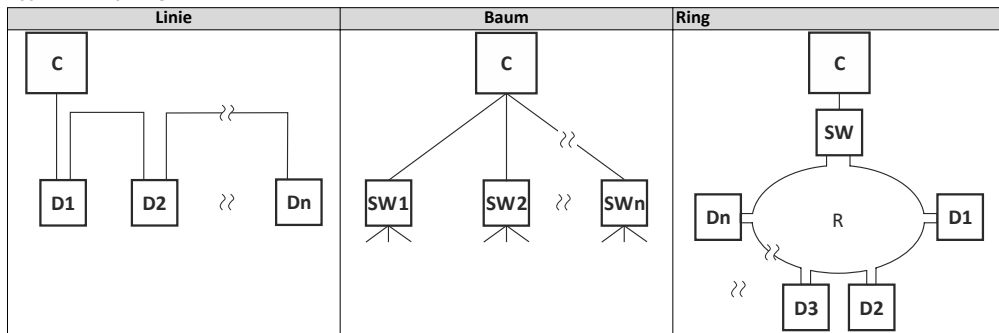 Linie Baum Ring
C C C
SW
D1 D2 Dn SW1 SW2 SWn Dn R D1
D3 D2